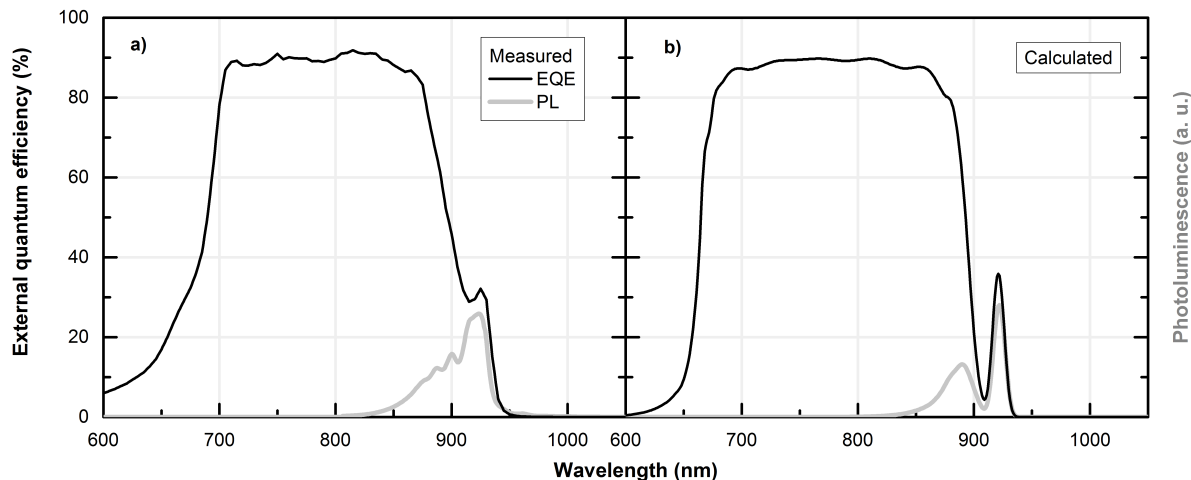 a)
Measured
EQE
PL
b)
Calculated
External quantum efficiency (%)
100
80
60
40
20
0
600
700
800
900
1000
600
700
800
900
1000
Wavelength (nm)
Photoluminescence (a. u.)